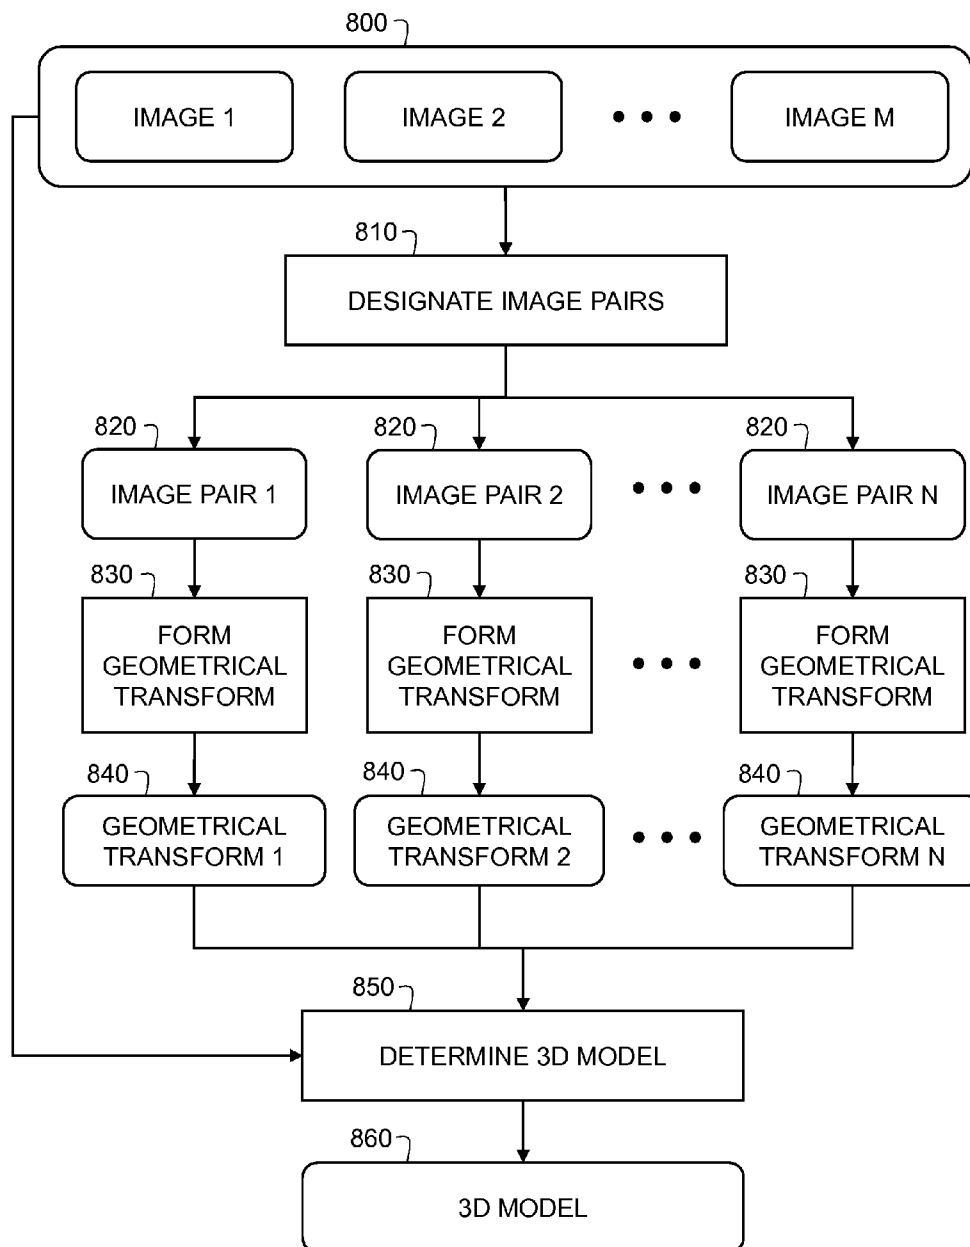 800
IMAGE 1
IMAGE 2
IMAGE M
810
DESIGNATE IMAGE PAIRS
820
820
820
IMAGE PAIR 1
IMAGE PAIR 2
IMAGE PAIR N
830
830
830
FORM
GEOMETRICAL
TRANSFORM
FORM
GEOMETRICAL
TRANSFORM
FORM
GEOMETRICAL
TRANSFORM
840
840
840
GEOMETRICAL
TRANSFORM 1
GEOMETRICAL
TRANSFORM 2
GEOMETRICAL
TRANSFORM N
850
DETERMINE 3D MODEL
860
3D MODEL